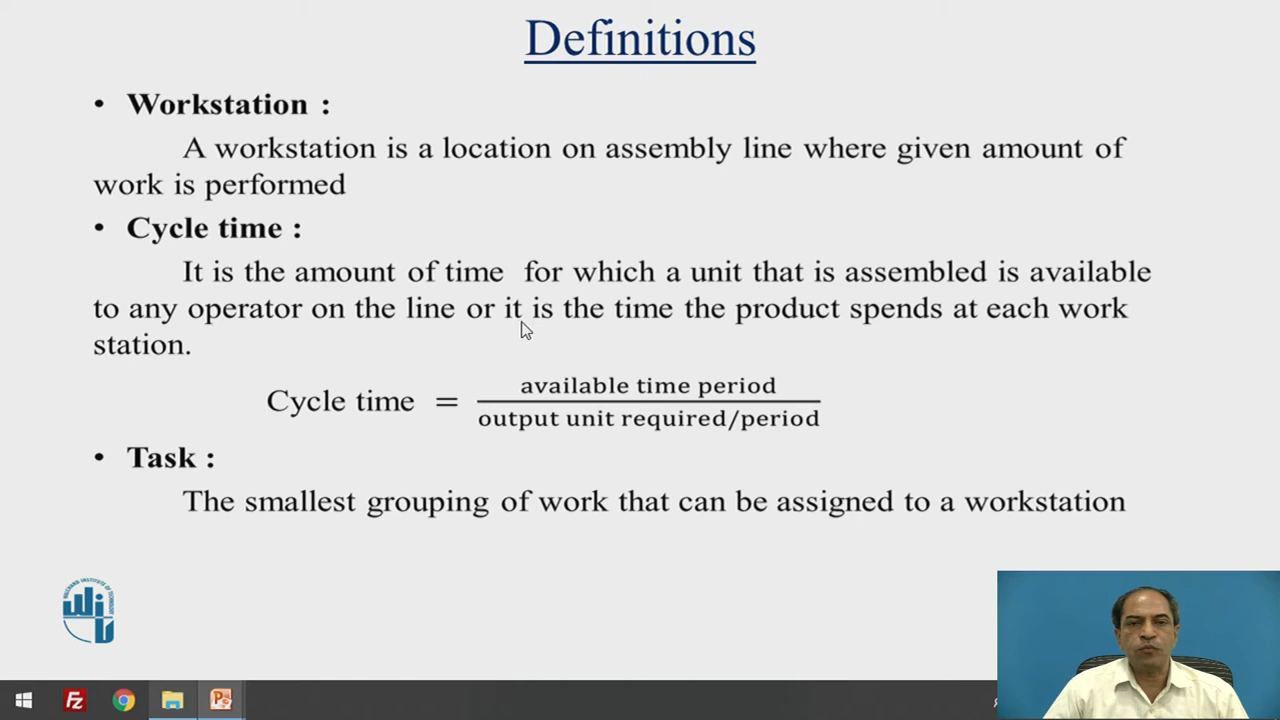 Definitions
• Workstation :
A workstation is a location on assembly line where given amount of
work is performed
• Cycle time :
It is the amount of time for which a unit that is assembled is available
to any operator on the line or it is the time the product spends at each work
station.
Cycle time = available time period
output unit required/period
• Task :
The smallest grouping of work that can be assigned to a workstation